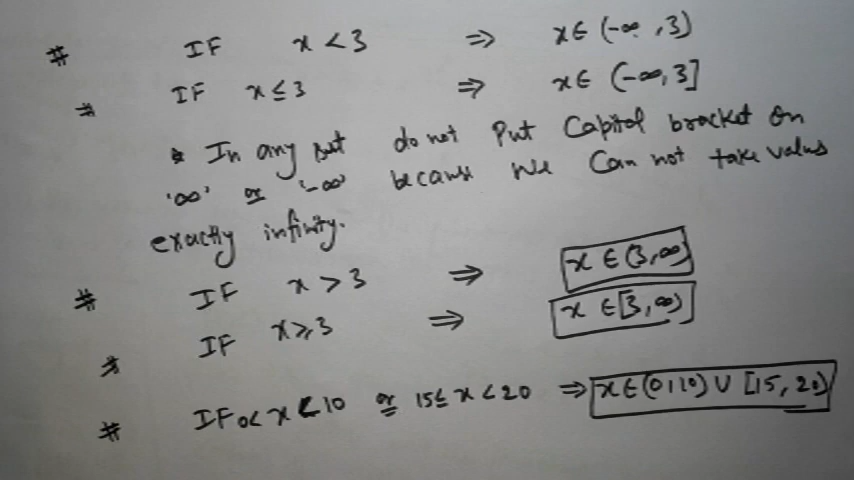 # IF x < 3 ⇒ x ∈ (-∞, 3)
# IF x ≤ 3 ⇒ x ∈ (-∞, 3]
* In any do not Put Capital bracket on
'∞' or '-∞' because we Can not take values
exactly infinity.
# IF x > 3 ⇒ x ∈ (3, ∞)
# IF x ≥ 3 ⇒ x ∈ [3, ∞)
# IF 0 < x < 10 or 15 ≤ x < 20 ⇒ x ∈ (0, 10) ∪ [15, 20)